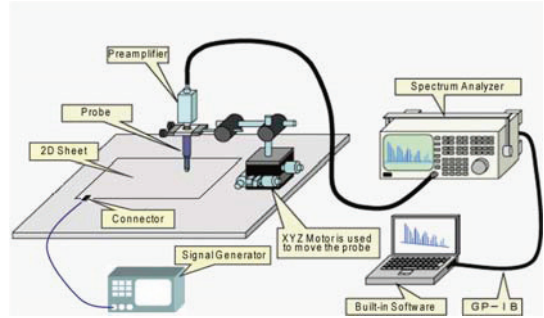 Preamplifier
Spectrum Analyzer
Probe
2D Sheet
Connector
XYZ Motor is used
to move the probe
Signal Generator
Built-in Software
GP-IB